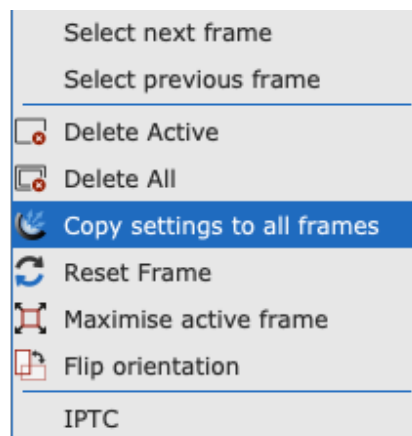 Select next frame
Select previous frame
Delete Active
Delete All
Copy settings to all frames
Reset Frame
Maximise active frame
Flip orientation
IPTC